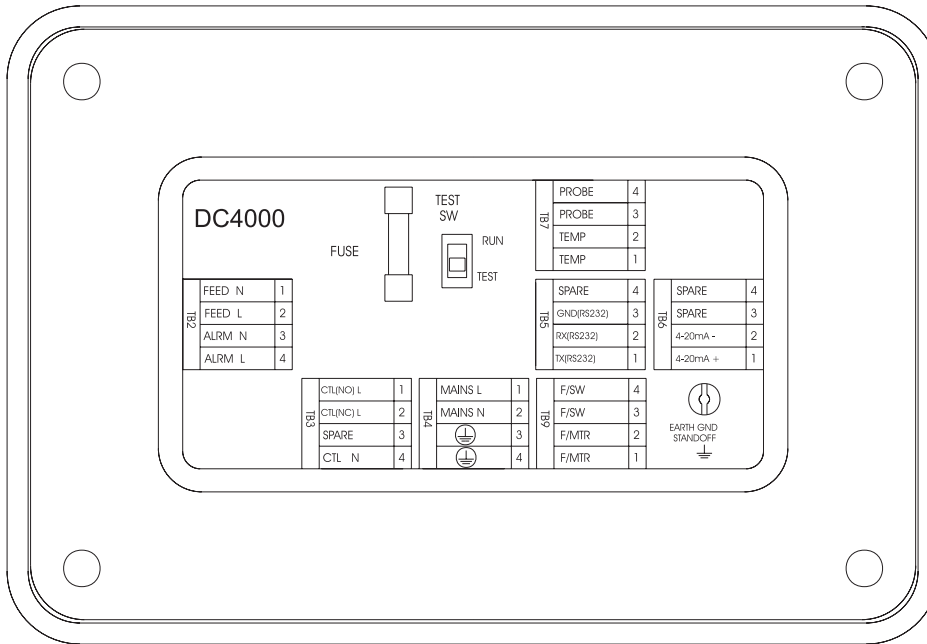 DC4000
FUSE
TEST
SW
RUN
TEST
TB7
PROBE 4
PROBE 3
TEMP 2
TEMP 1
TB2
FEED N 1
FEED L 2
ALRM N 3
ALRM L 4
TB5
SPARE 4
GND(RS232) 3
RX(RS232) 2
TX(RS232) 1
TB6
SPARE 4
SPARE 3
4-20mA - 2
4-20mA + 1
TB3
CTL(NO) L 1
CTL(NC) L 2
SPARE 3
CTL N 4
TB4
MAINS L 1
MAINS N 2
3
4
TB9
F/SW 4
F/SW 3
F/MTR 2
F/MTR 1
EARTH GND
STANDOFF